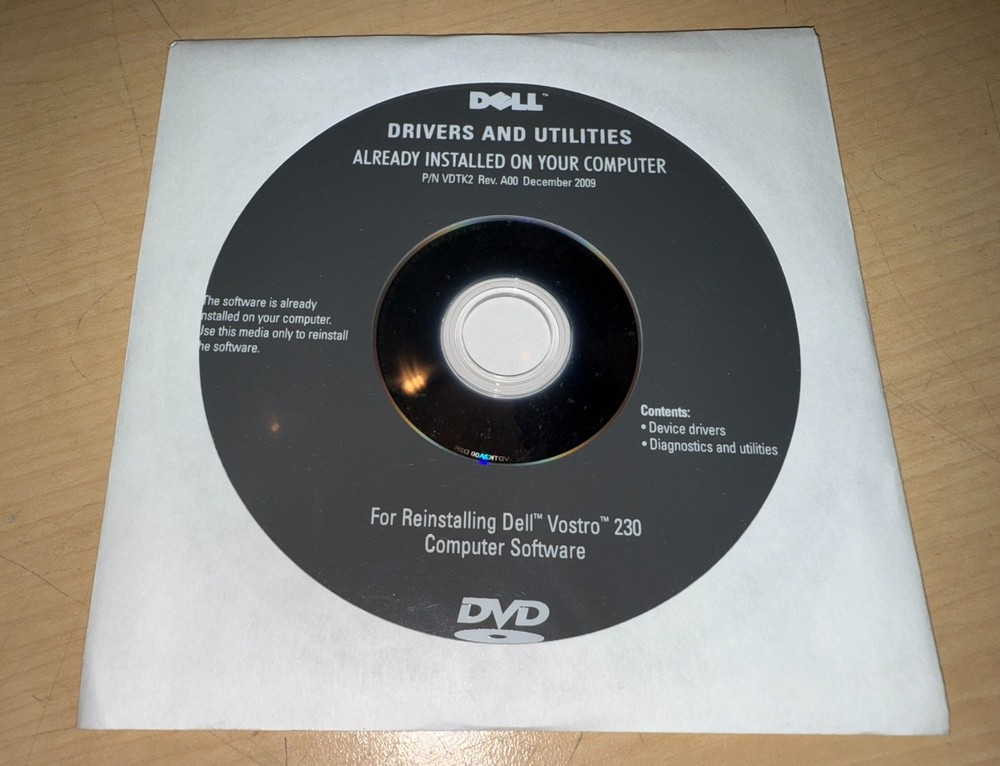 DELL™
DRIVERS AND UTILITIES
ALREADY INSTALLED ON YOUR COMPUTER
P/N VDTK2 Rev. A00 December 2009
The software is already
installed on your computer.
Use this media only to reinstall
the software.
Contents:
• Device drivers
• Diagnostics and utilities
For Reinstalling Dell™ Vostro™ 230
Computer Software
DVD